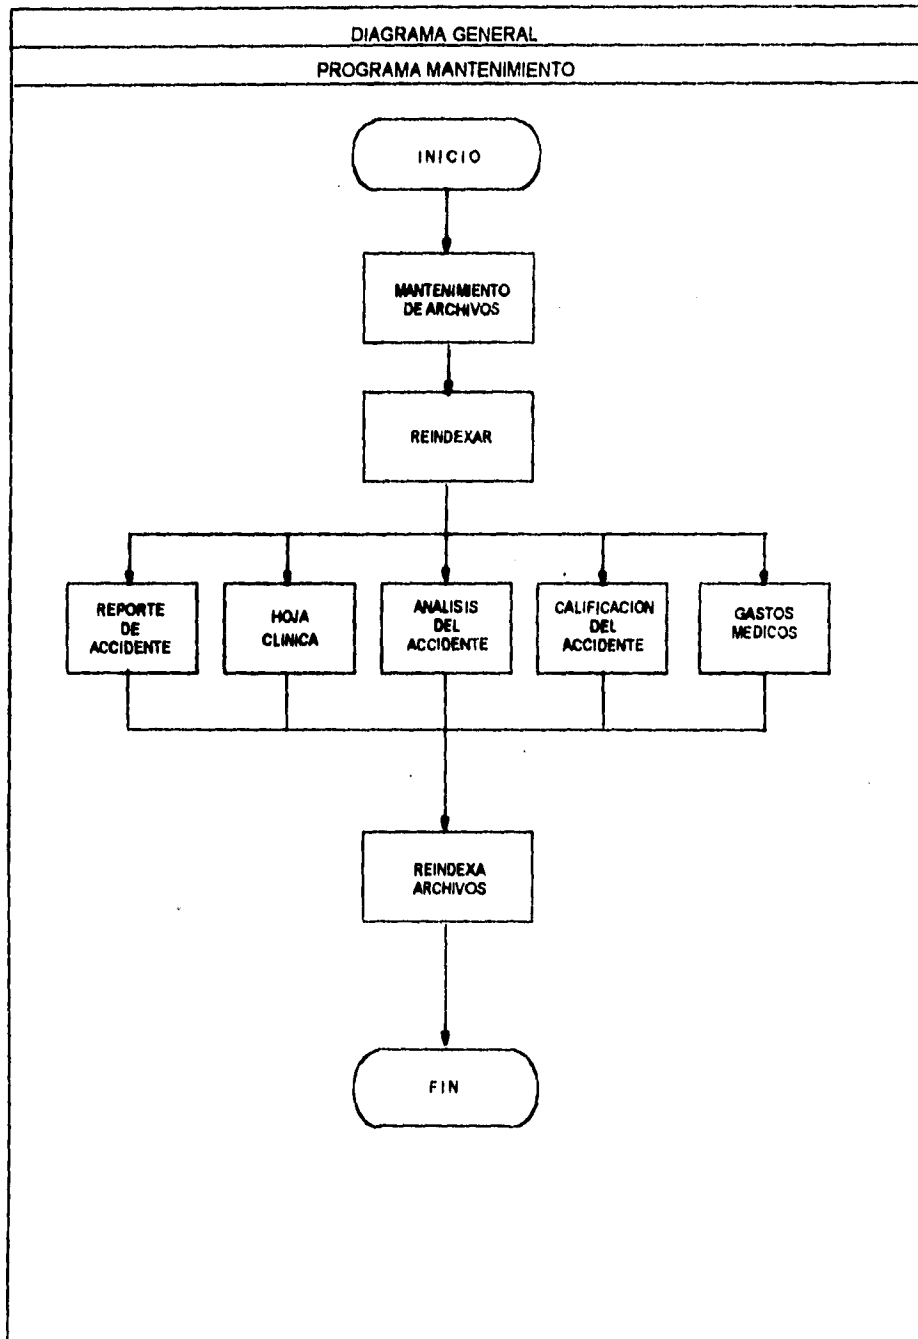 DIAGRAMA GENERAL
PROGRAMA MANTENIMIENTO
INICIO
MANTENIMIENTO
DE ARCHIVOS
REINDEXAR
REPORTE
DE
ACCIDENTE
HOJA
CLINICA
ANALISIS
DEL
ACCIDENTE
CALIFICACION
DEL
ACCIDENTE
GASTOS
MEDICOS
REINDEXA
ARCHIVOS
FIN